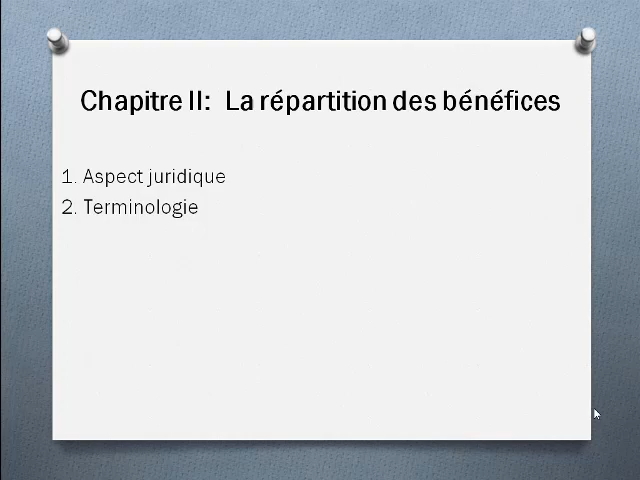 Chapitre II: La répartition des bénéfices
1. Aspect juridique
2. Terminologie